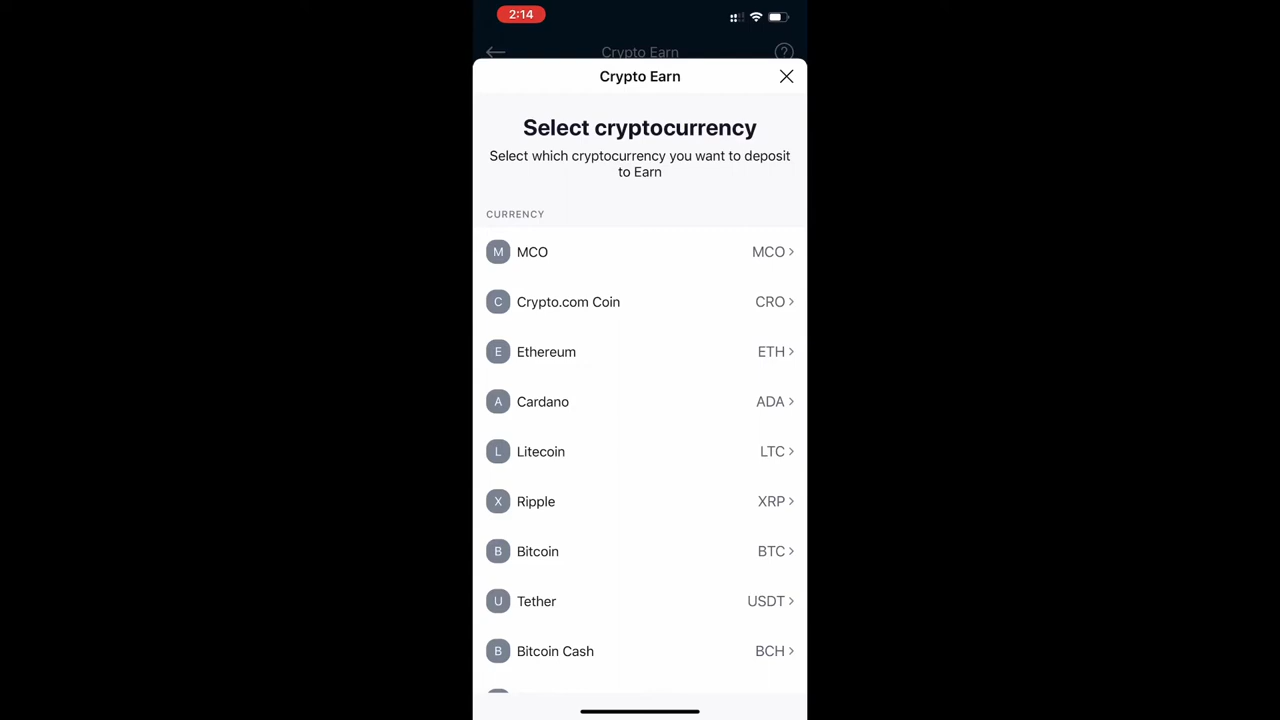 2:14
Crypto Earn
?
Crypto Earn
Select cryptocurrency
Select which cryptocurrency you want to deposit
to Earn
CURRENCY
M MCO MCO
C Crypto.com Coin CRO
E Ethereum ETH
A Cardano ADA
L Litecoin LTC
X Ripple XRP
B Bitcoin BTC
U Tether USDT
B Bitcoin Cash BCH